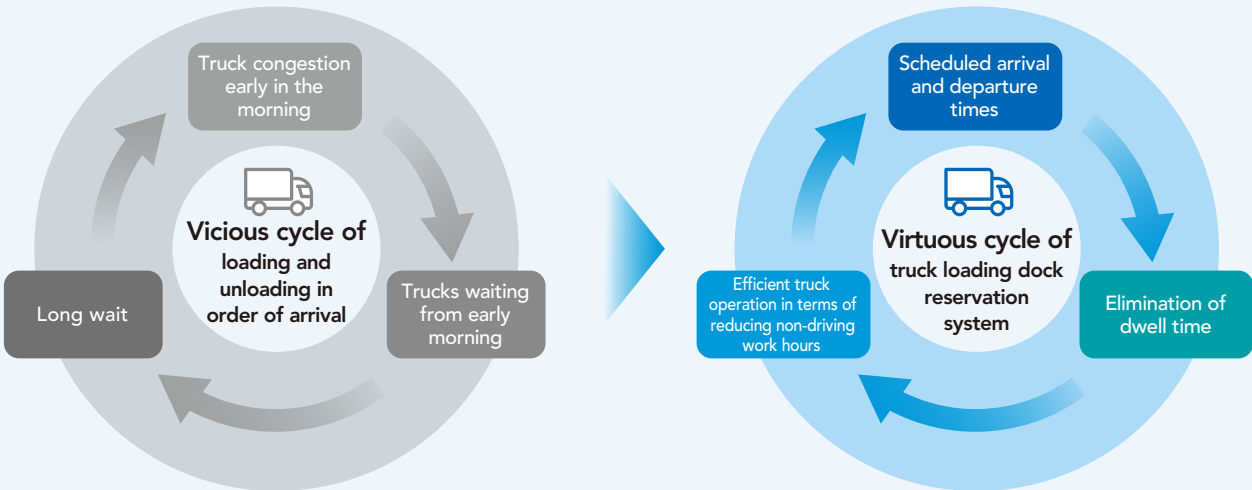 Truck congestion
early in the
morning
Vicious cycle of
loading and
unloading in
order of arrival
Trucks waiting
from early
morning
Long wait
Scheduled arrival
and departure
times
Virtuous cycle of
truck loading dock
reservation
system
Elimination of
dwell time
Efficient truck
operation in terms of
reducing non-driving
work hours